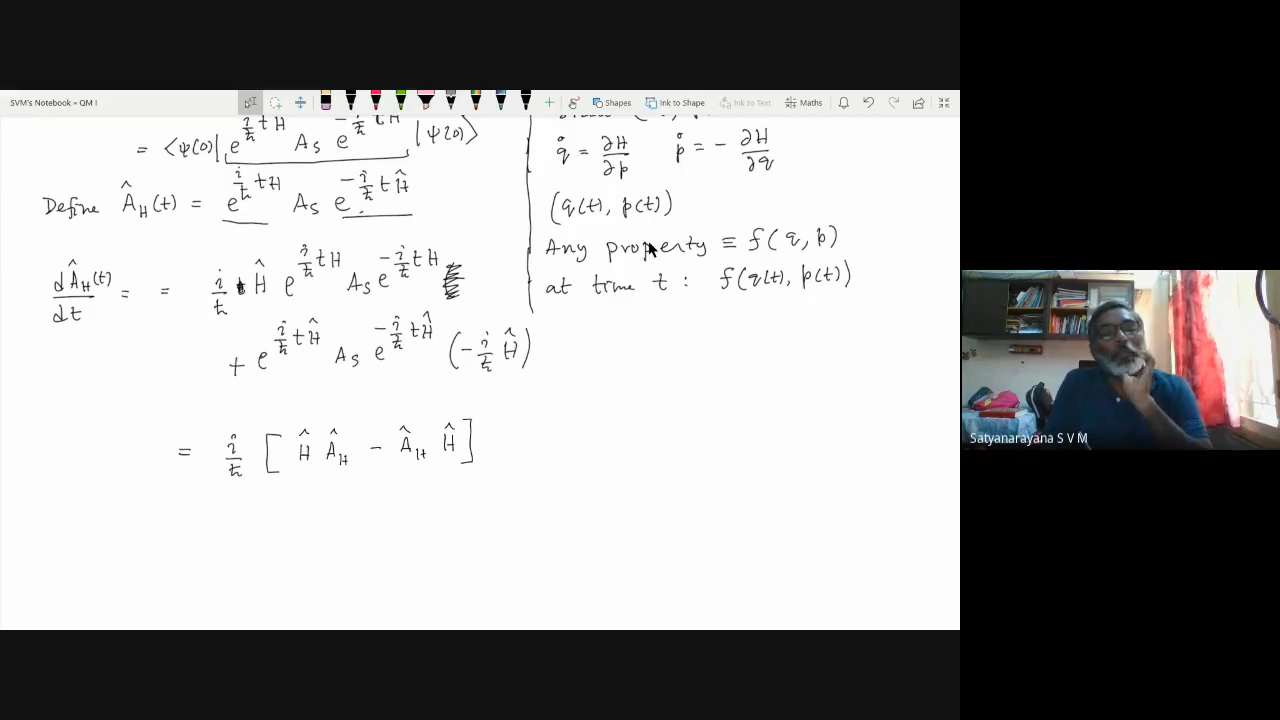 SVM's Notebook » QM I
Shapes
Ink to Shape
Ink to Text
Maths
= ⟨ψ(0)| e^{i/ħ tH} A_S e^{-i/ħ tH} |ψ(0)⟩
Define Â_H(t) = e^{i/ħ tH} A_S e^{-i/ħ tĤ}
dÂ_H(t)/dt = = i/ħ Ĥ e^{i/ħ tH} A_S e^{-i/ħ tH}
+ e^{i/ħ tĤ} A_S e^{-i/ħ tĤ} (-i/ħ Ĥ)
= i/ħ [ Ĥ Â_H - Â_H Ĥ ]
q̊ = ∂H/∂p p̊ = - ∂H/∂q
(q(t), p(t))
Any property ≡ f(q, p)
at time t : f(q(t), p(t))
Satyanarayana S V M